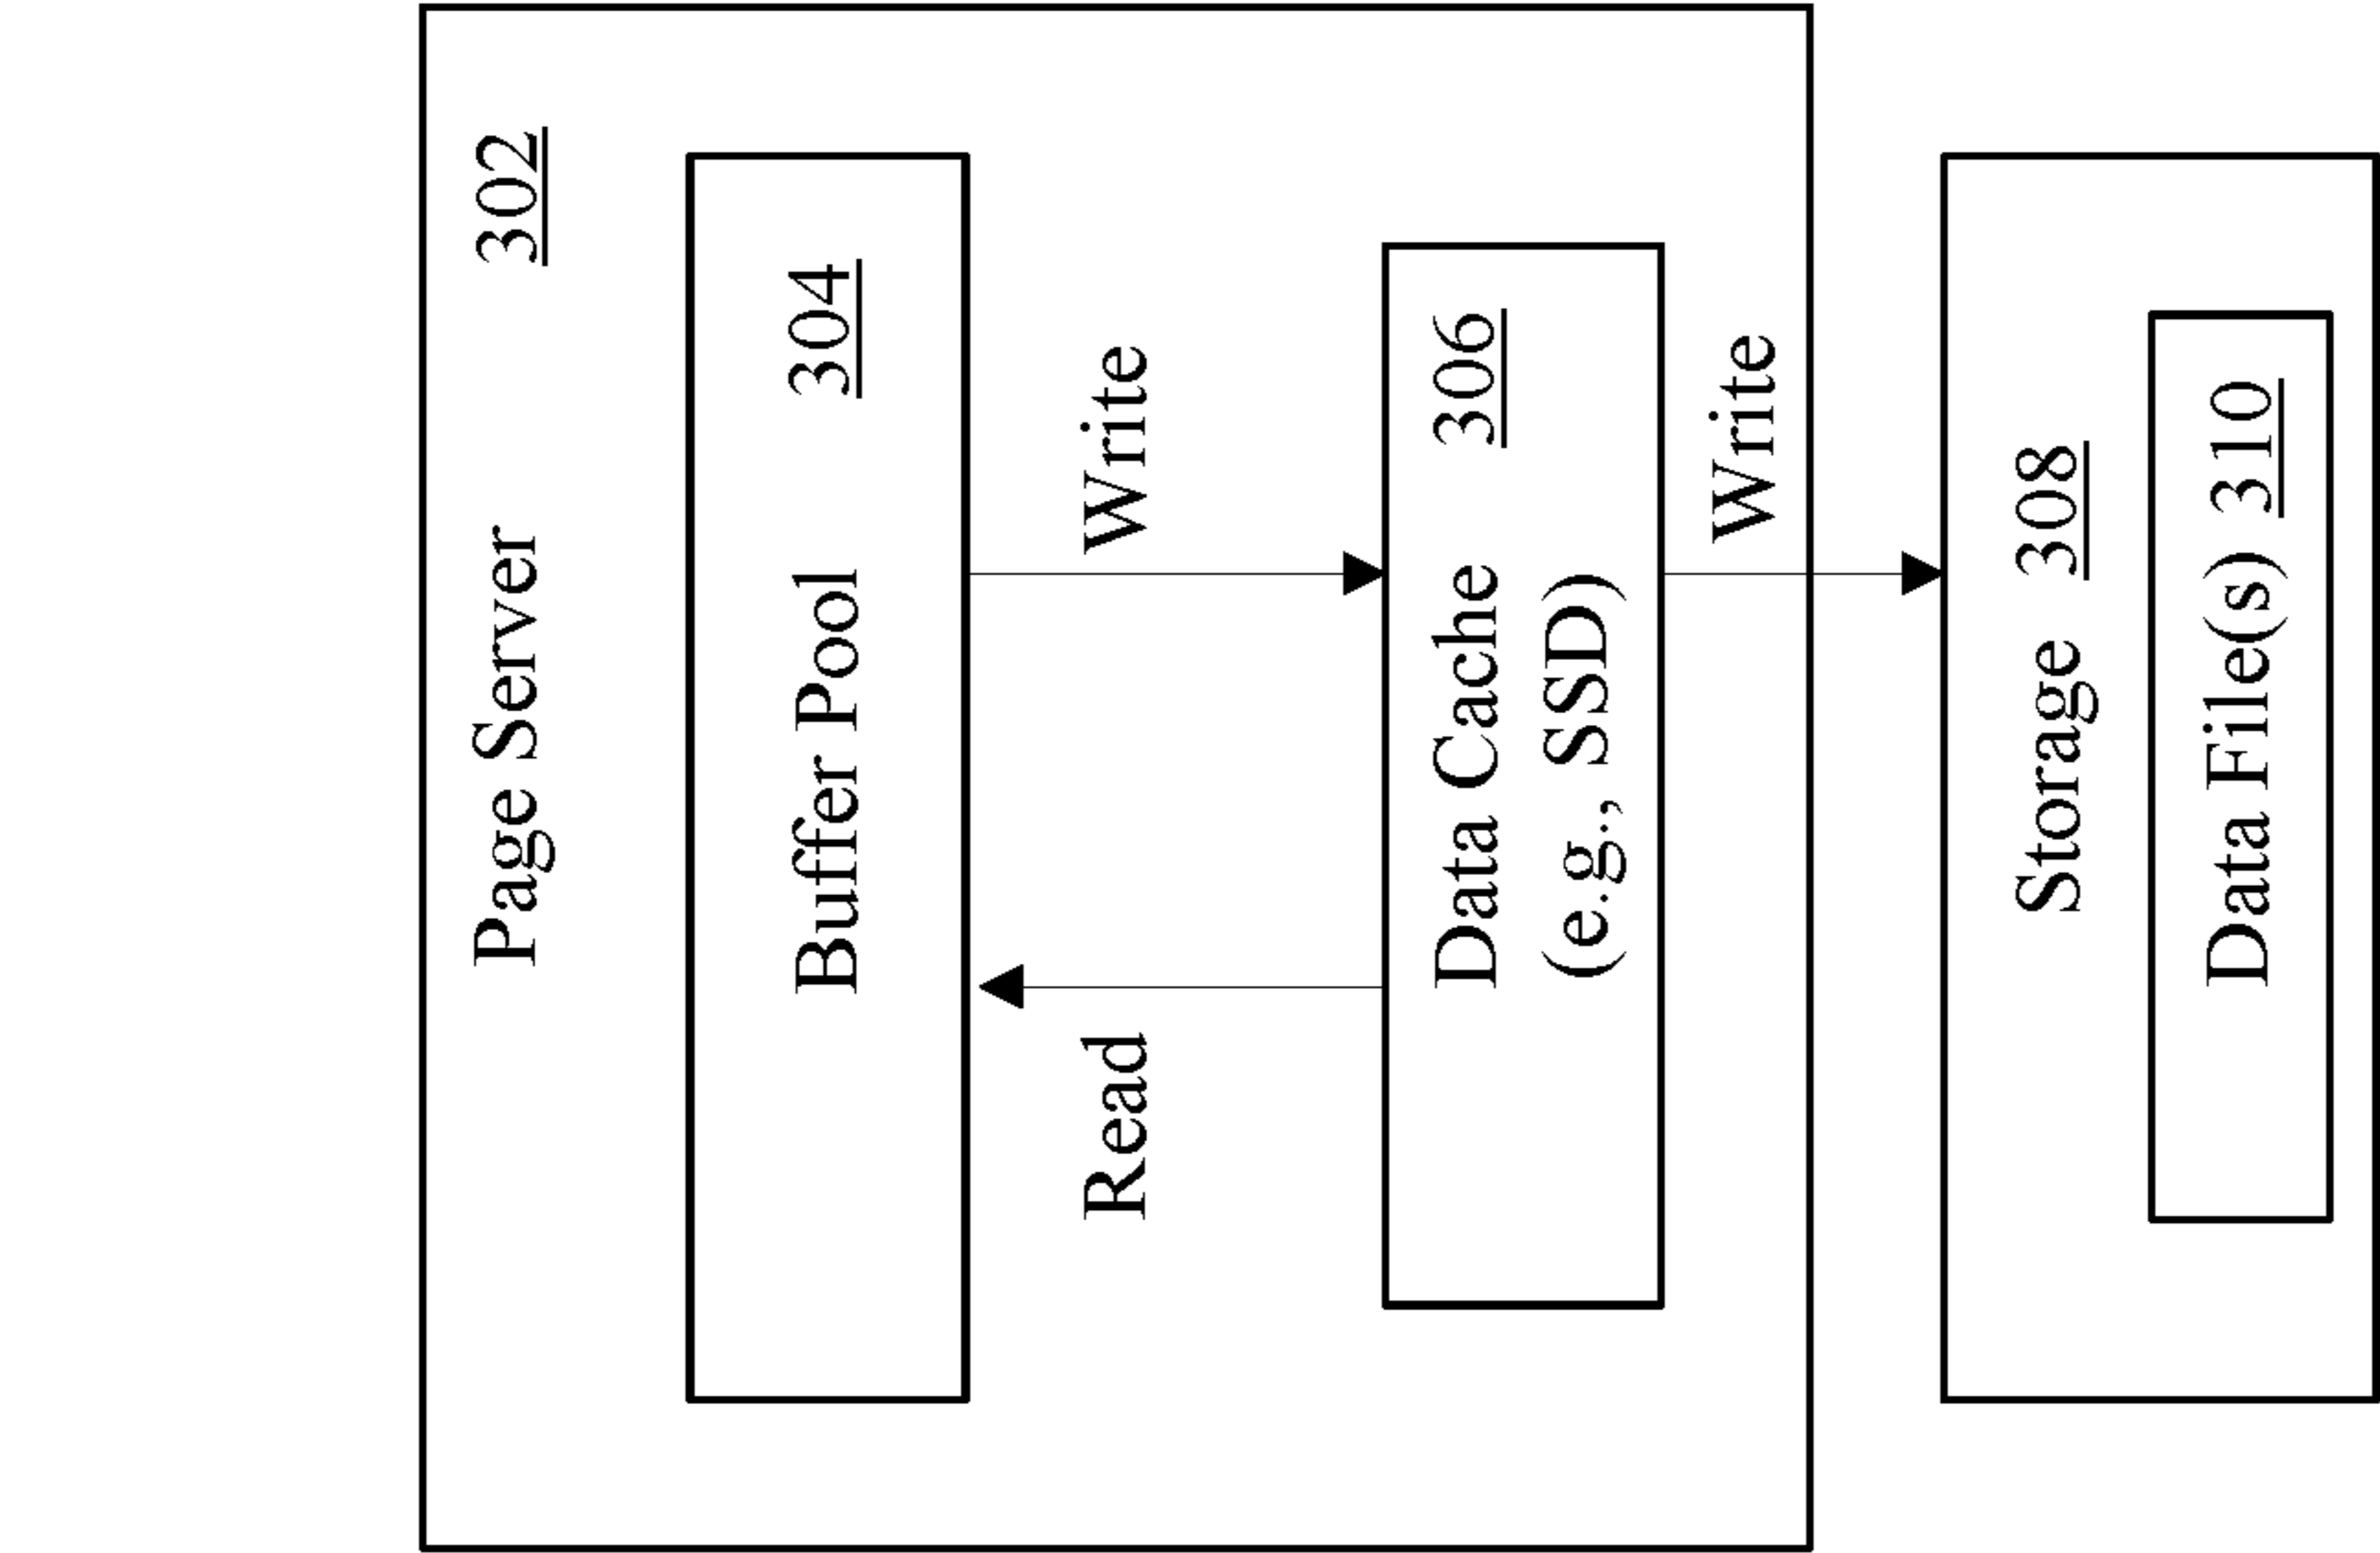 Page Server 302
Buffer Pool 304
Read Write
Data Cache 306
(e.g., SSD)
Write
Storage 308
Data File(s) 310